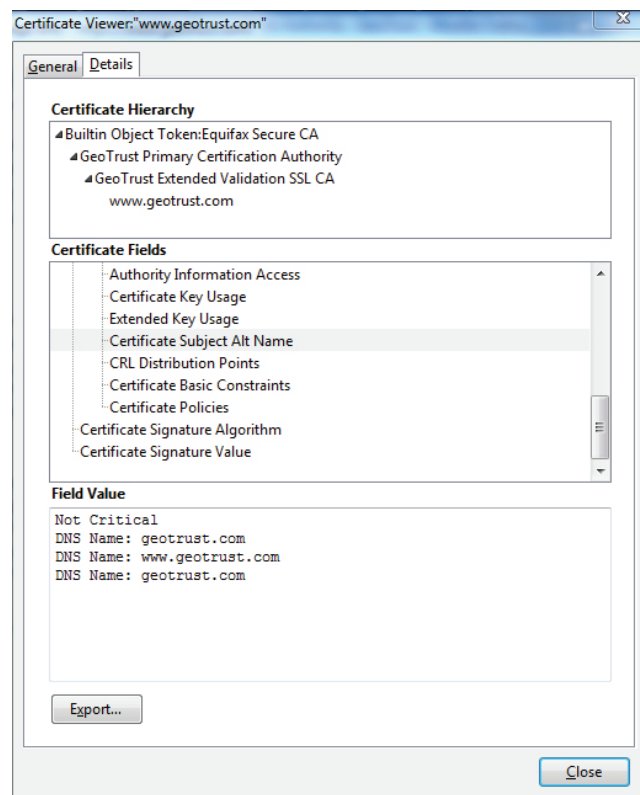 Certificate Viewer:"www.geotrust.com"
General Details
Certificate Hierarchy
Builtin Object Token:Equifax Secure CA
GeoTrust Primary Certification Authority
GeoTrust Extended Validation SSL CA
www.geotrust.com
Certificate Fields
Authority Information Access
Certificate Key Usage
Extended Key Usage
Certificate Subject Alt Name
CRL Distribution Points
Certificate Basic Constraints
Certificate Policies
Certificate Signature Algorithm
Certificate Signature Value
Field Value
Not Critical
DNS Name: geotrust.com
DNS Name: www.geotrust.com
DNS Name: geotrust.com
Export...
Close